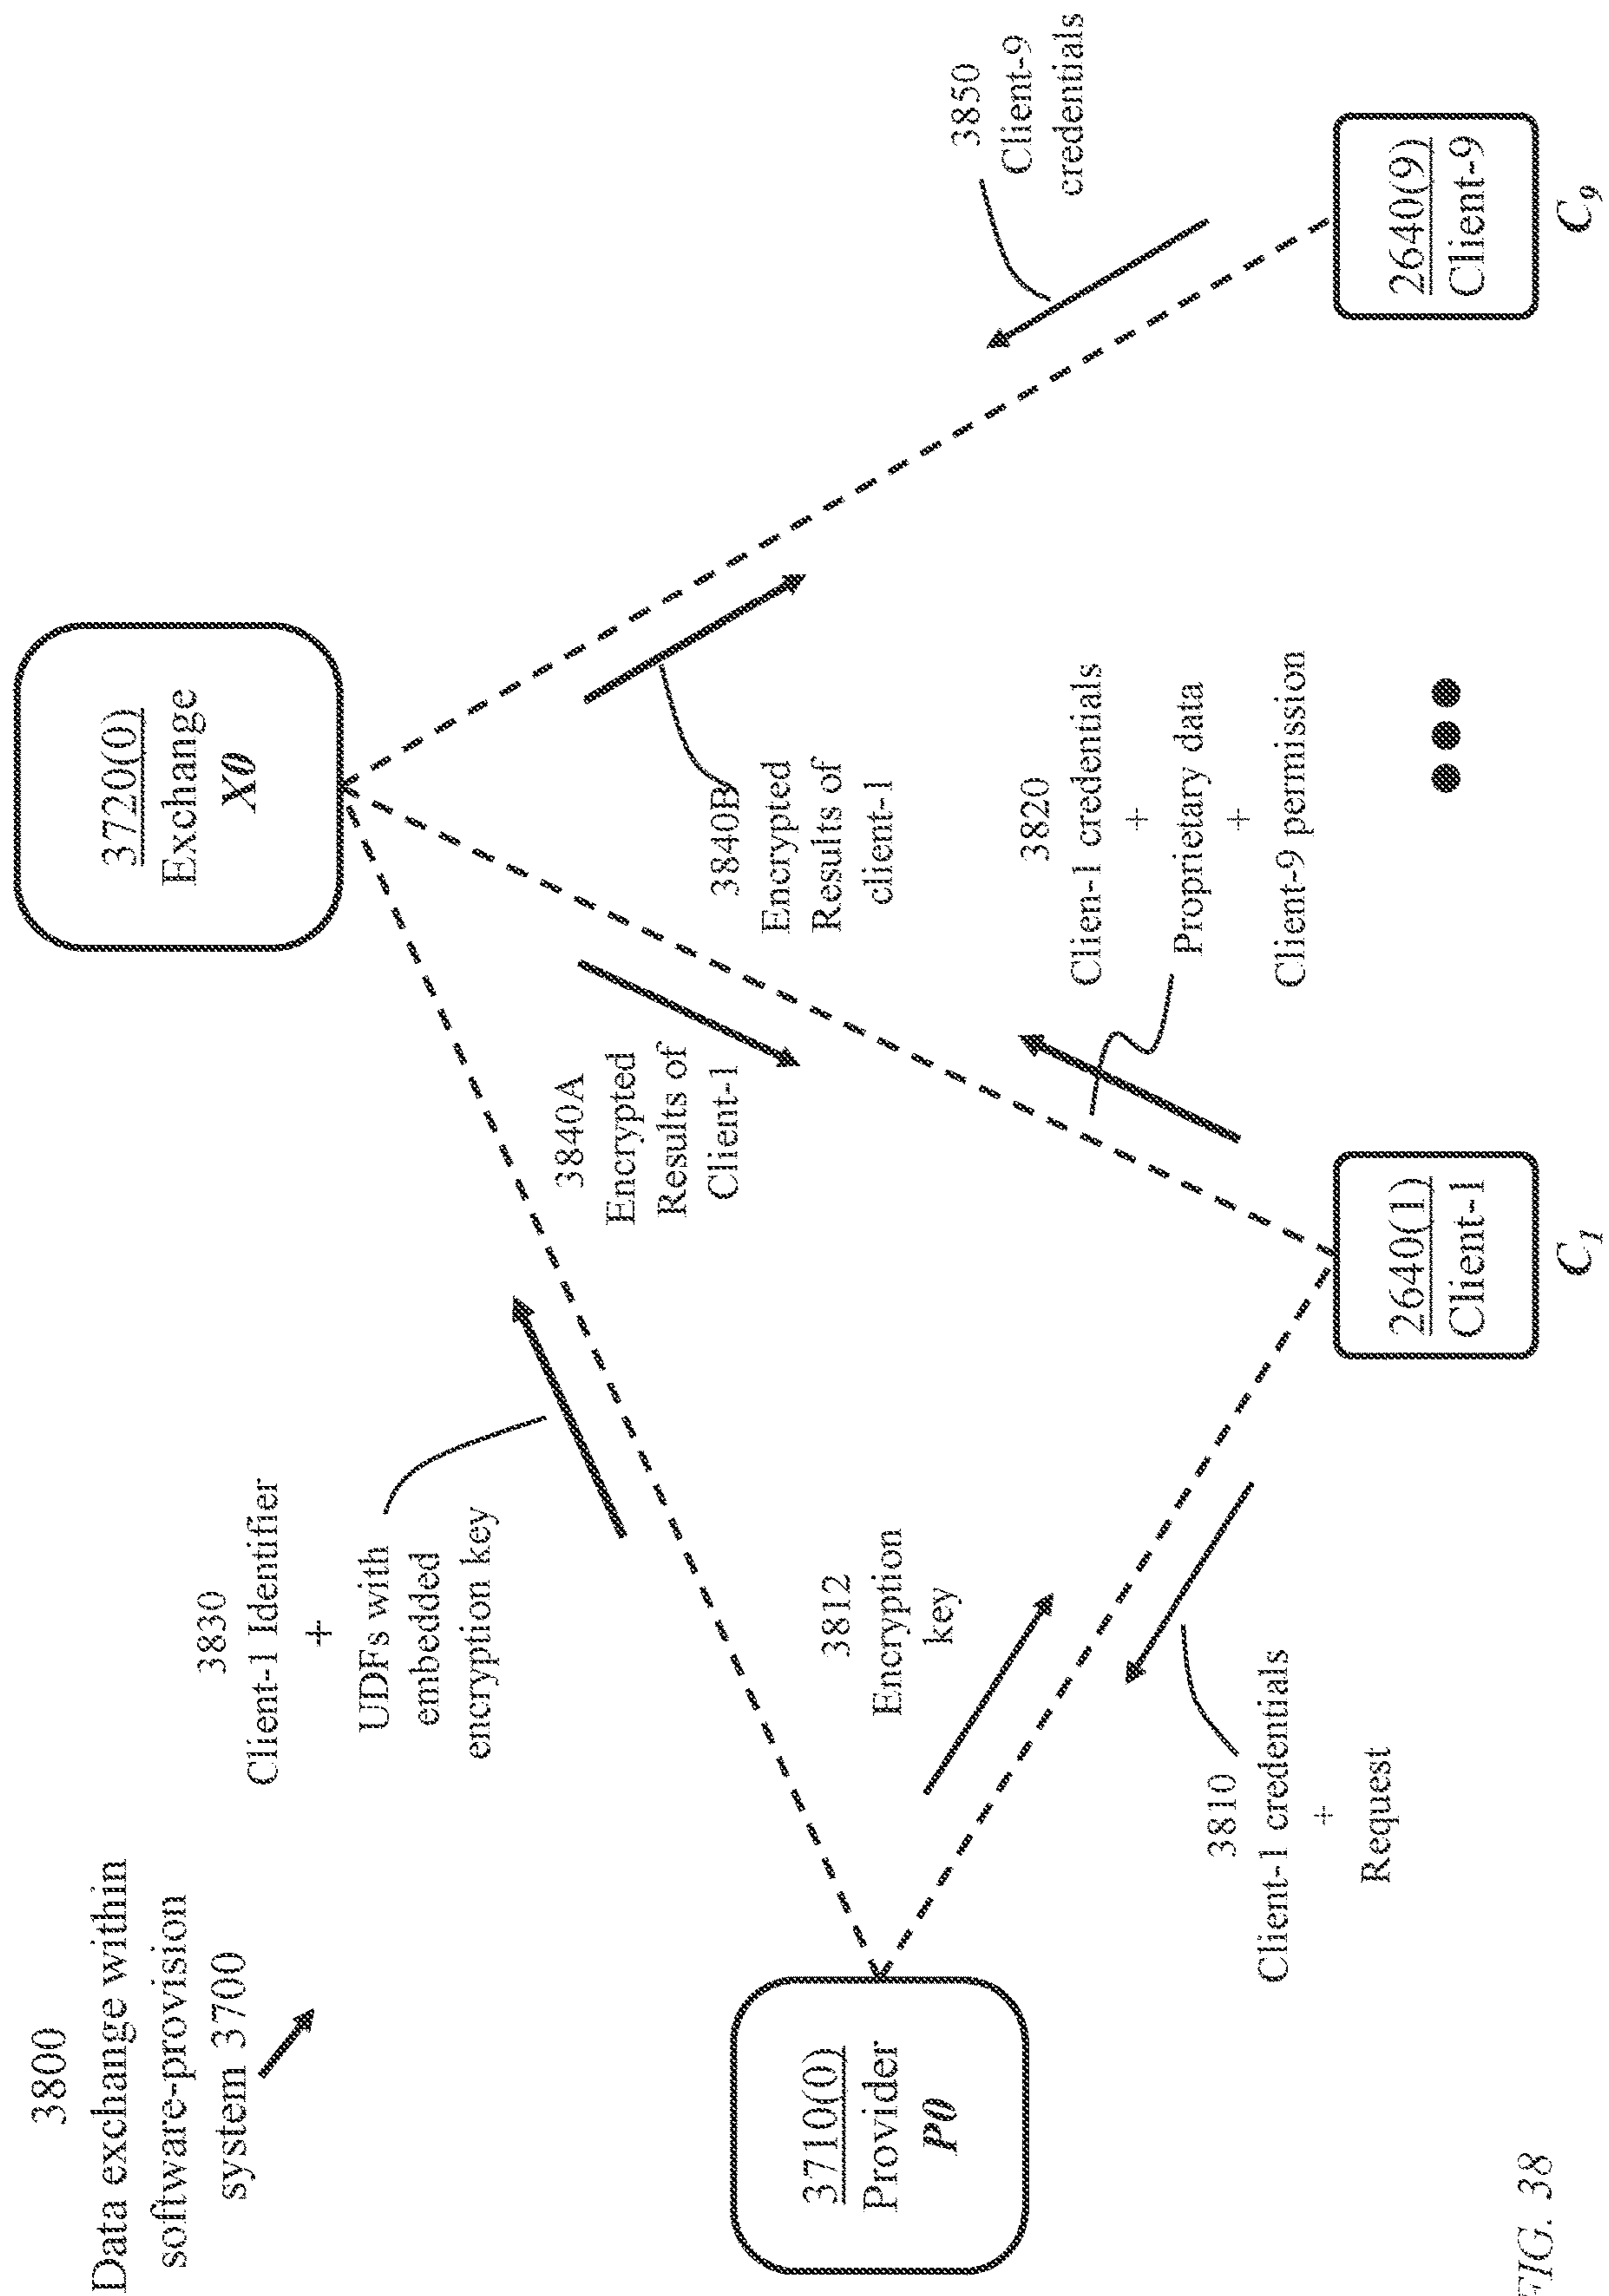 3800
Data exchange within
software-provision
system 3700
3720(0)
Exchange
X0
3850
Client-9
credentials
3830
Client-1 Identifier
+
UDFs with
embedded
encryption key
3840A
Encrypted
Results of
Client-1
3840B
Encrypted
Results of
client-1
3710(0)
Provider
P0
3812
Encryption
key
3820
Clien-1 credentials
+
Proprietary data
+
Client-9 permission
3810
Client-1 credentials
+
Request
2640(1)
Client-1
C1
2640(9)
Client-9
C9
FIG. 38